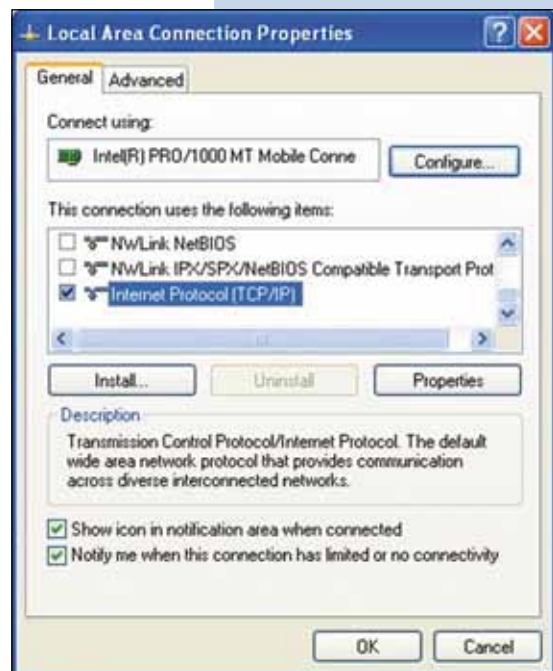 Local Area Connection Properties
General
Advanced
Connect using:
Intel(R) PRO/1000 MT Mobile Conne
Configure...
This connection uses the following items:
NWLink NetBIOS
NWLink IPX/SPX/NetBIOS Compatible Transport Prot
Internet Protocol (TCP/IP)
Install...
Uninstall
Properties
Description
Transmission Control Protocol/Internet Protocol. The default
wide area network protocol that provides communication
across diverse interconnected networks.
Show icon in notification area when connected
Notify me when this connection has limited or no connectivity
OK
Cancel